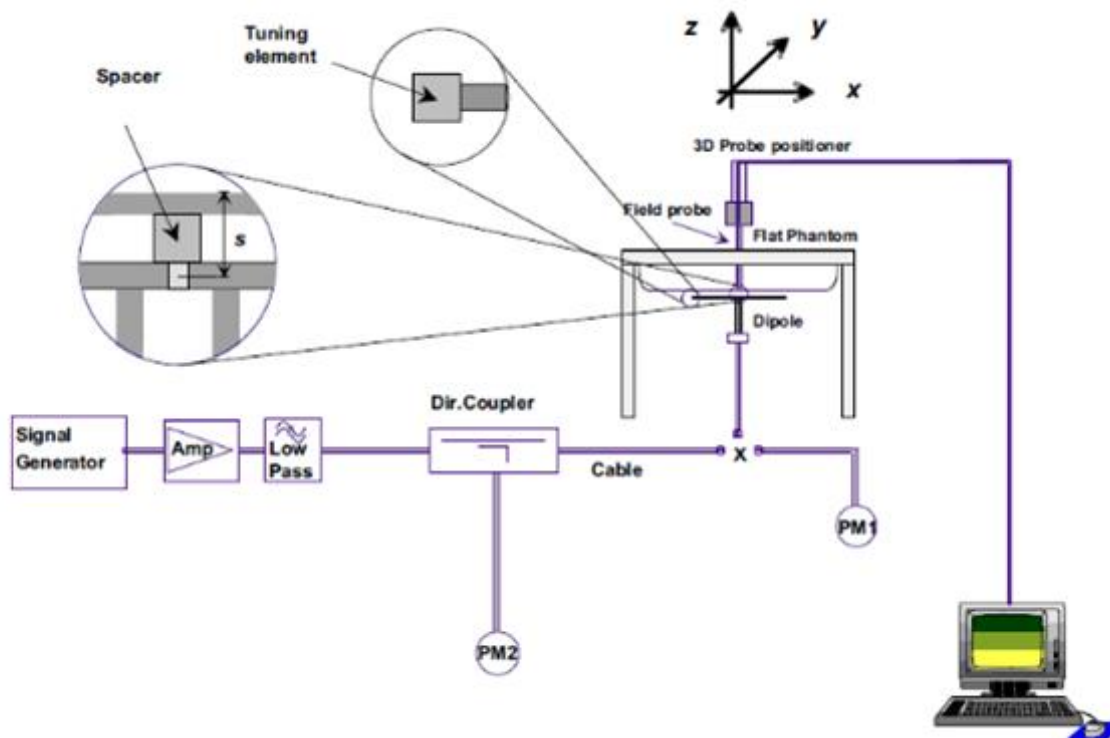 Tuning
element
Spacer
z
y
x
3D Probe positioner
Field probe
Flat Phantom
s
Dipole
Dir.Coupler
Signal
Generator
Amp
Low
Pass
Cable
X
PM1
PM2